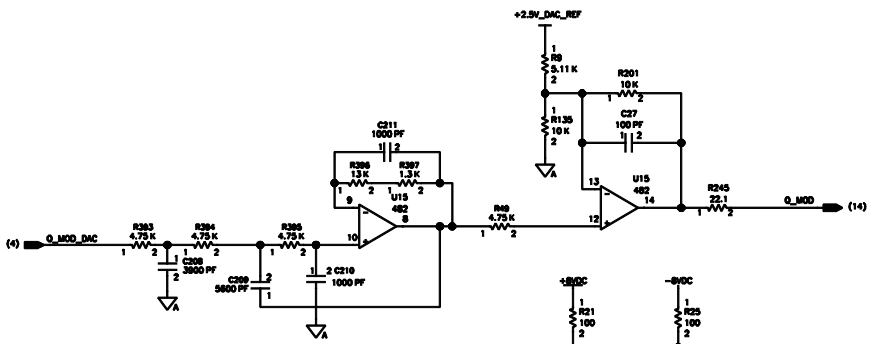 +2.5V_DAC_REF
1
R9
5.11 K
2
R201
10 K
1 2
C27
100 PF
1 2
1
R135
10 K
2
A
C211
1000 PF
1 2
R396
13 K
1 2
R397
1.3 K
1 2
U15
482
9
8
10
U15
482
13
14
12
R245
22.1
1 2
Q_MOD
(14)
R49
4.75 K
1 2
(4)
Q_MOD_DAC
R393
4.75 K
1 2
R394
4.75 K
1 2
R395
4.75 K
1 2
1
C208
2
3900 PF
A
C209
5600 PF
2
1
1 2 C210
1000 PF
A
+8VDC
1
R21
100
2
-8VDC
1
R25
100
2